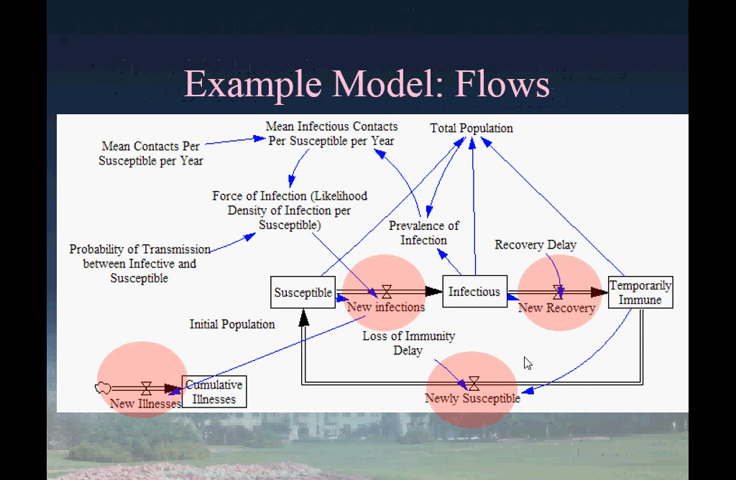 Example Model: Flows
Mean Infectious Contacts
Per Susceptible per Year
Total Population
Mean Contacts Per
Susceptible per Year
Force of Infection (Likelihood
Density of Infection per
Susceptible)
Prevalence of
Infection
Recovery Delay
Probability of Transmission
between Infective and
Susceptible
Susceptible
New infections
Infectious
New Recovery
Temporarily
Immune
Initial Population
Loss of Immunity
Delay
New Illnesses
Cumulative
Illnesses
Newly Susceptible